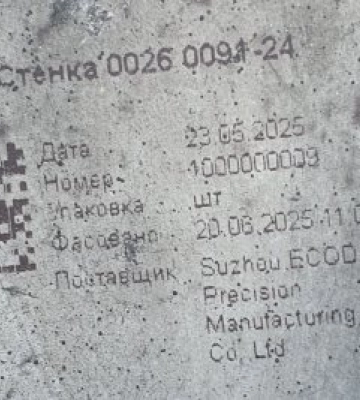 Стенка 0026 0091-24
Дата 23.05.2025
Номер 1000000009
Упаковка шт
Фасовано 20.06.2025 11:0
Поставщик Suzhou ECOD
Precision
Manufacturing
Co, Ltd